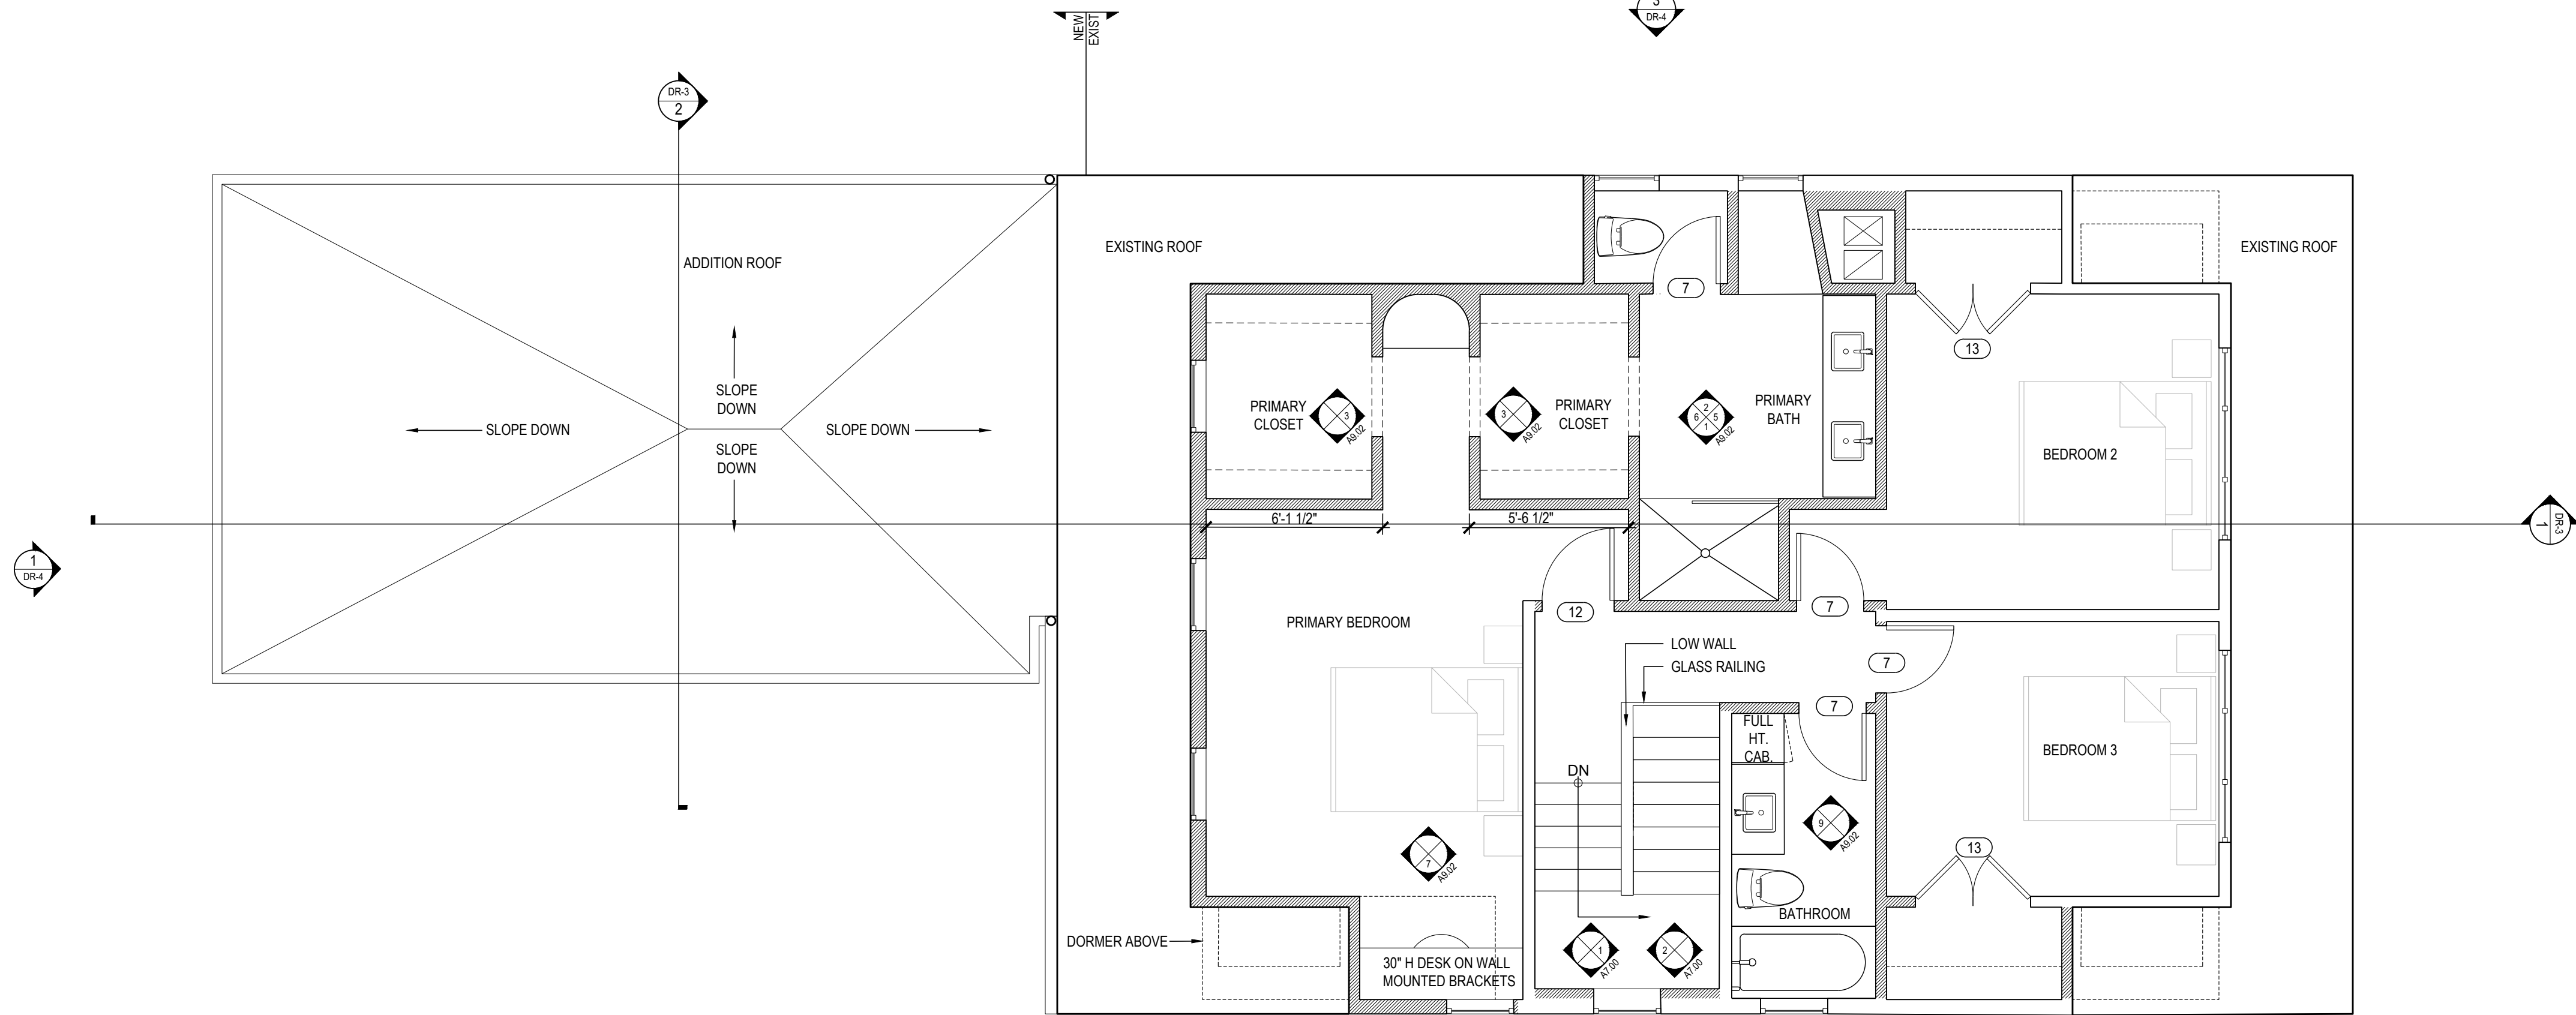 NEW
EXIST
3
DR-4
DR-3
2
EXISTING ROOF
EXISTING ROOF
ADDITION ROOF
7
13
SLOPE
DOWN
PRIMARY
CLOSET
3
A9.02
3
A9.02
PRIMARY
CLOSET
2
6 5
1
A9.02
PRIMARY
BATH
SLOPE DOWN
SLOPE DOWN
SLOPE
DOWN
BEDROOM 2
6'-1 1/2"
5'-6 1/2"
1
DR-3
1
DR-4
12
7
PRIMARY BEDROOM
LOW WALL
GLASS RAILING
7
7
FULL
HT.
CAB.
BEDROOM 3
DN
9
A9.02
7
A9.02
13
BATHROOM
DORMER ABOVE
1
A7.00
2
A7.00
30" H DESK ON WALL
MOUNTED BRACKETS